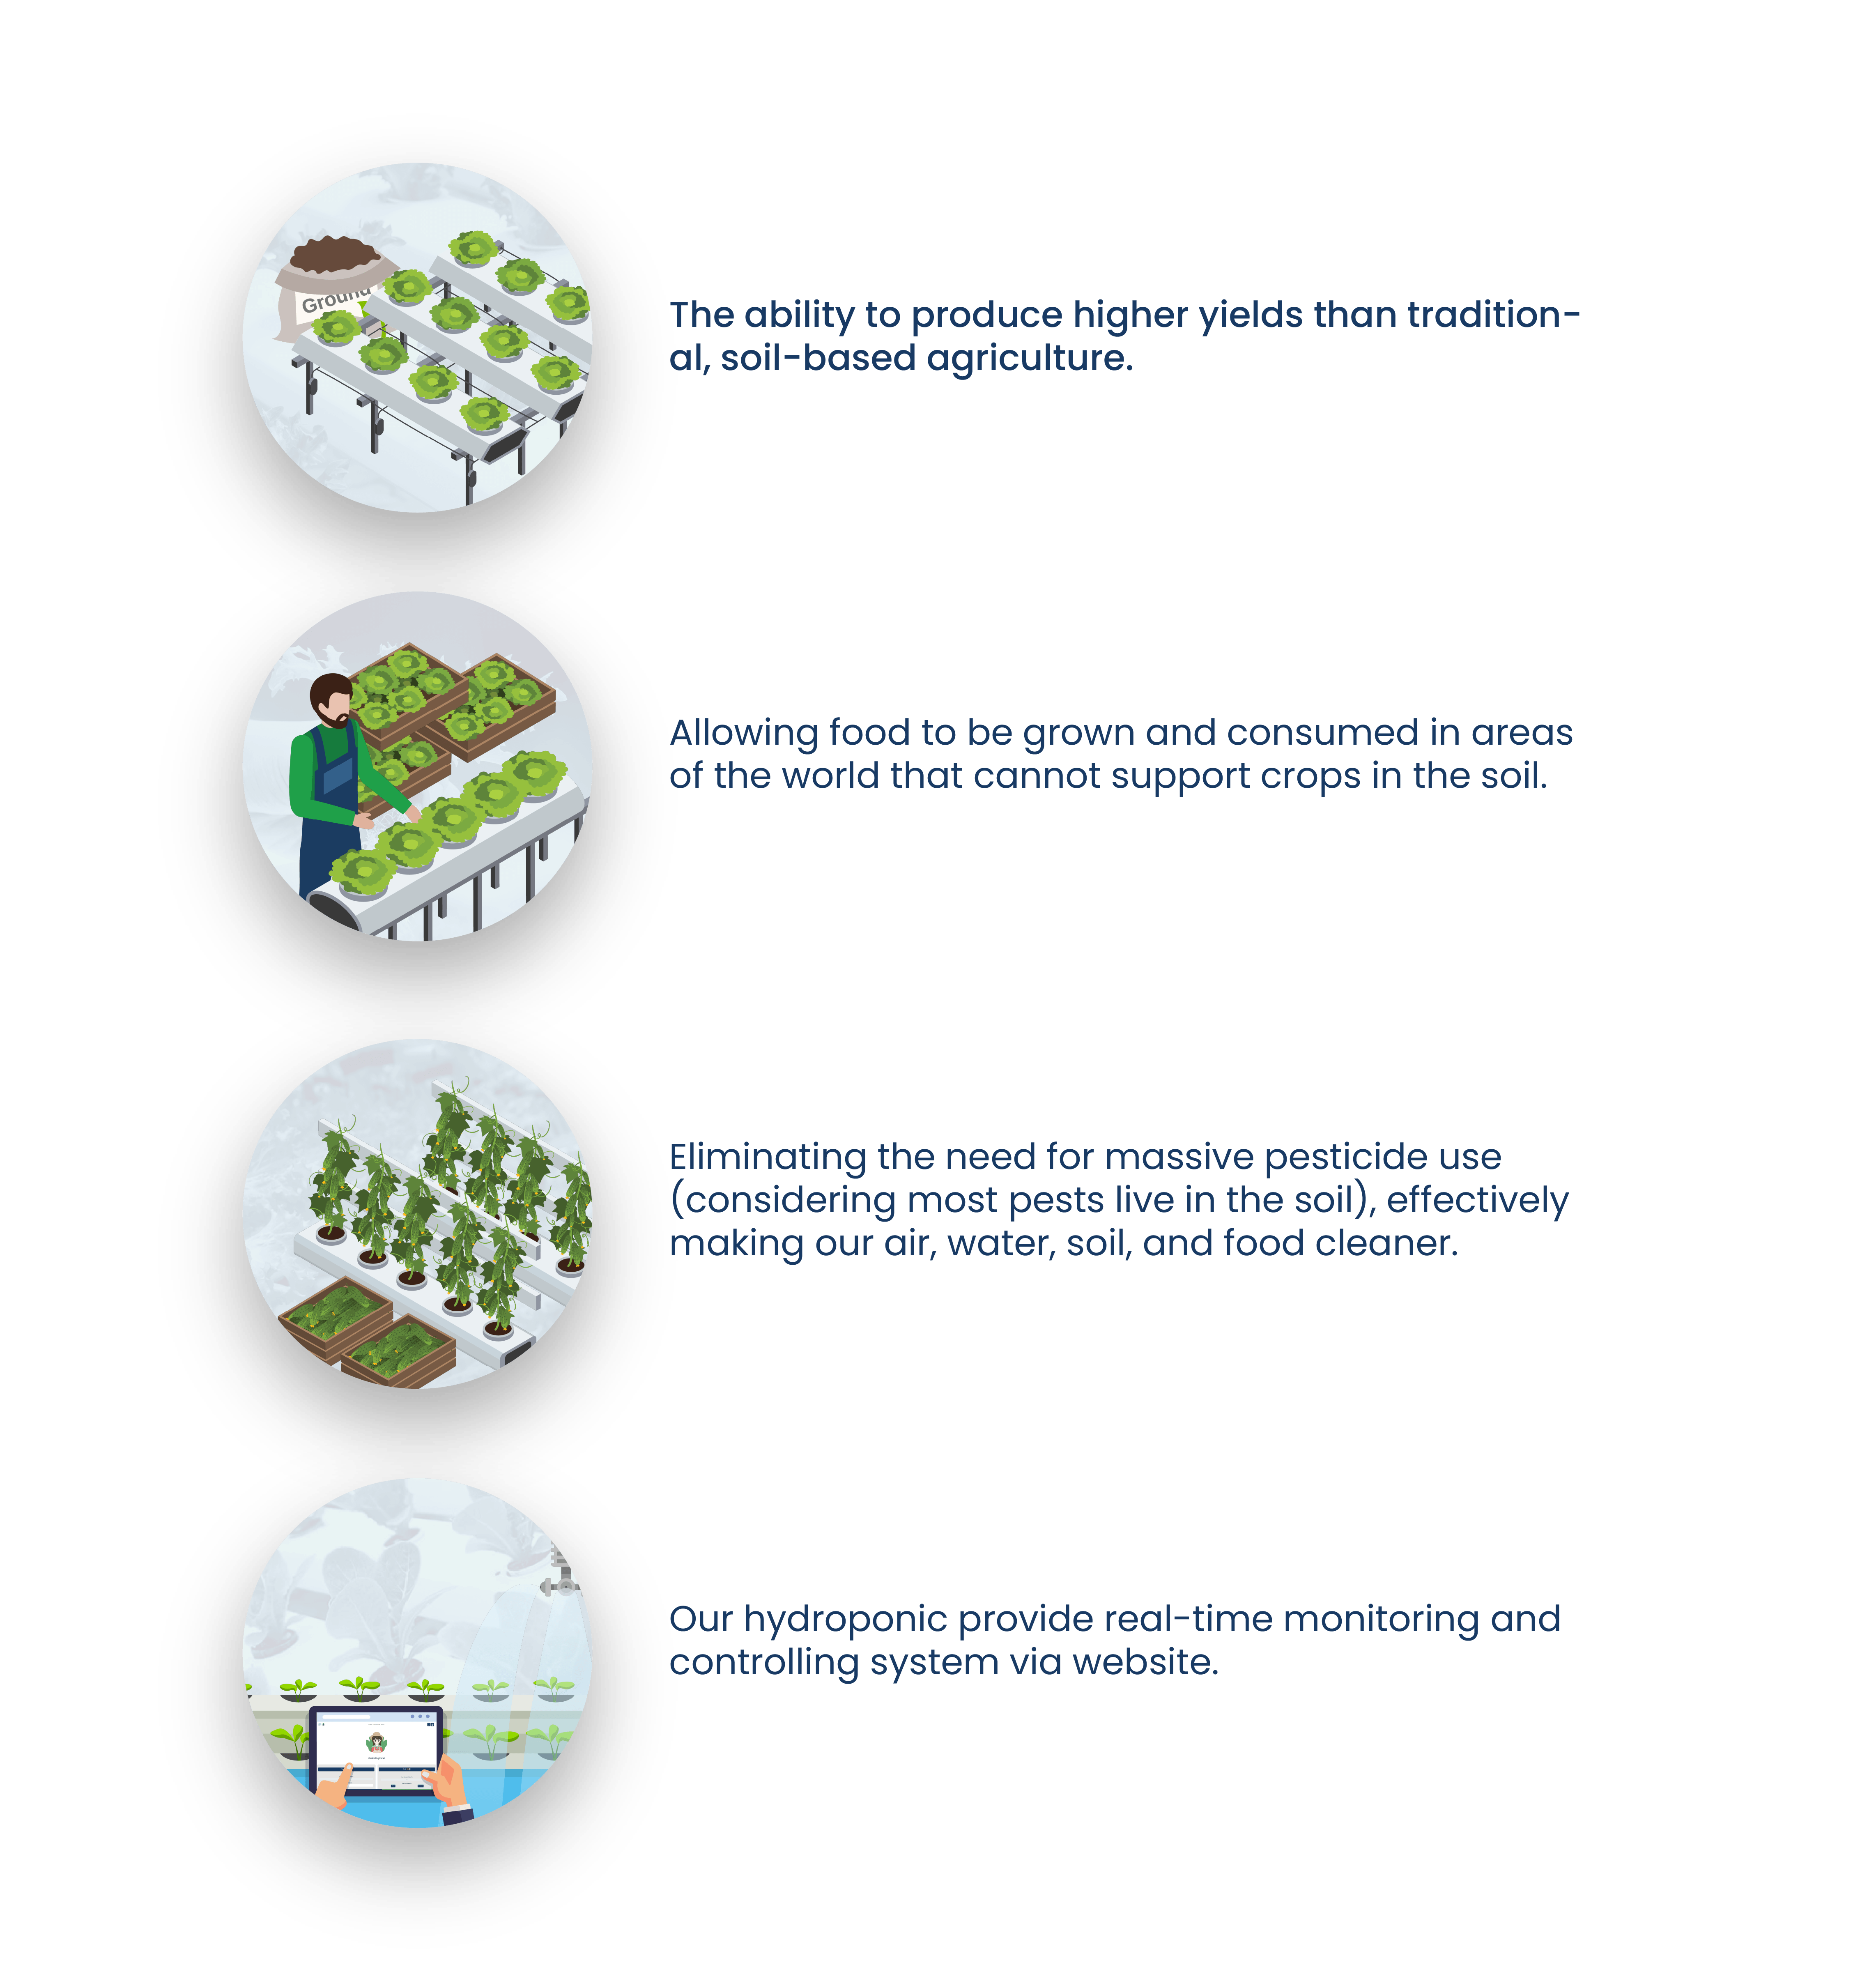 Ground
The ability to produce higher yields than tradition-
al, soil-based agriculture.
Allowing food to be grown and consumed in areas
of the world that cannot support crops in the soil.
Eliminating the need for massive pesticide use
(considering most pests live in the soil), effectively
making our air, water, soil, and food cleaner.
Our hydroponic provide real-time monitoring and
controlling system via website.